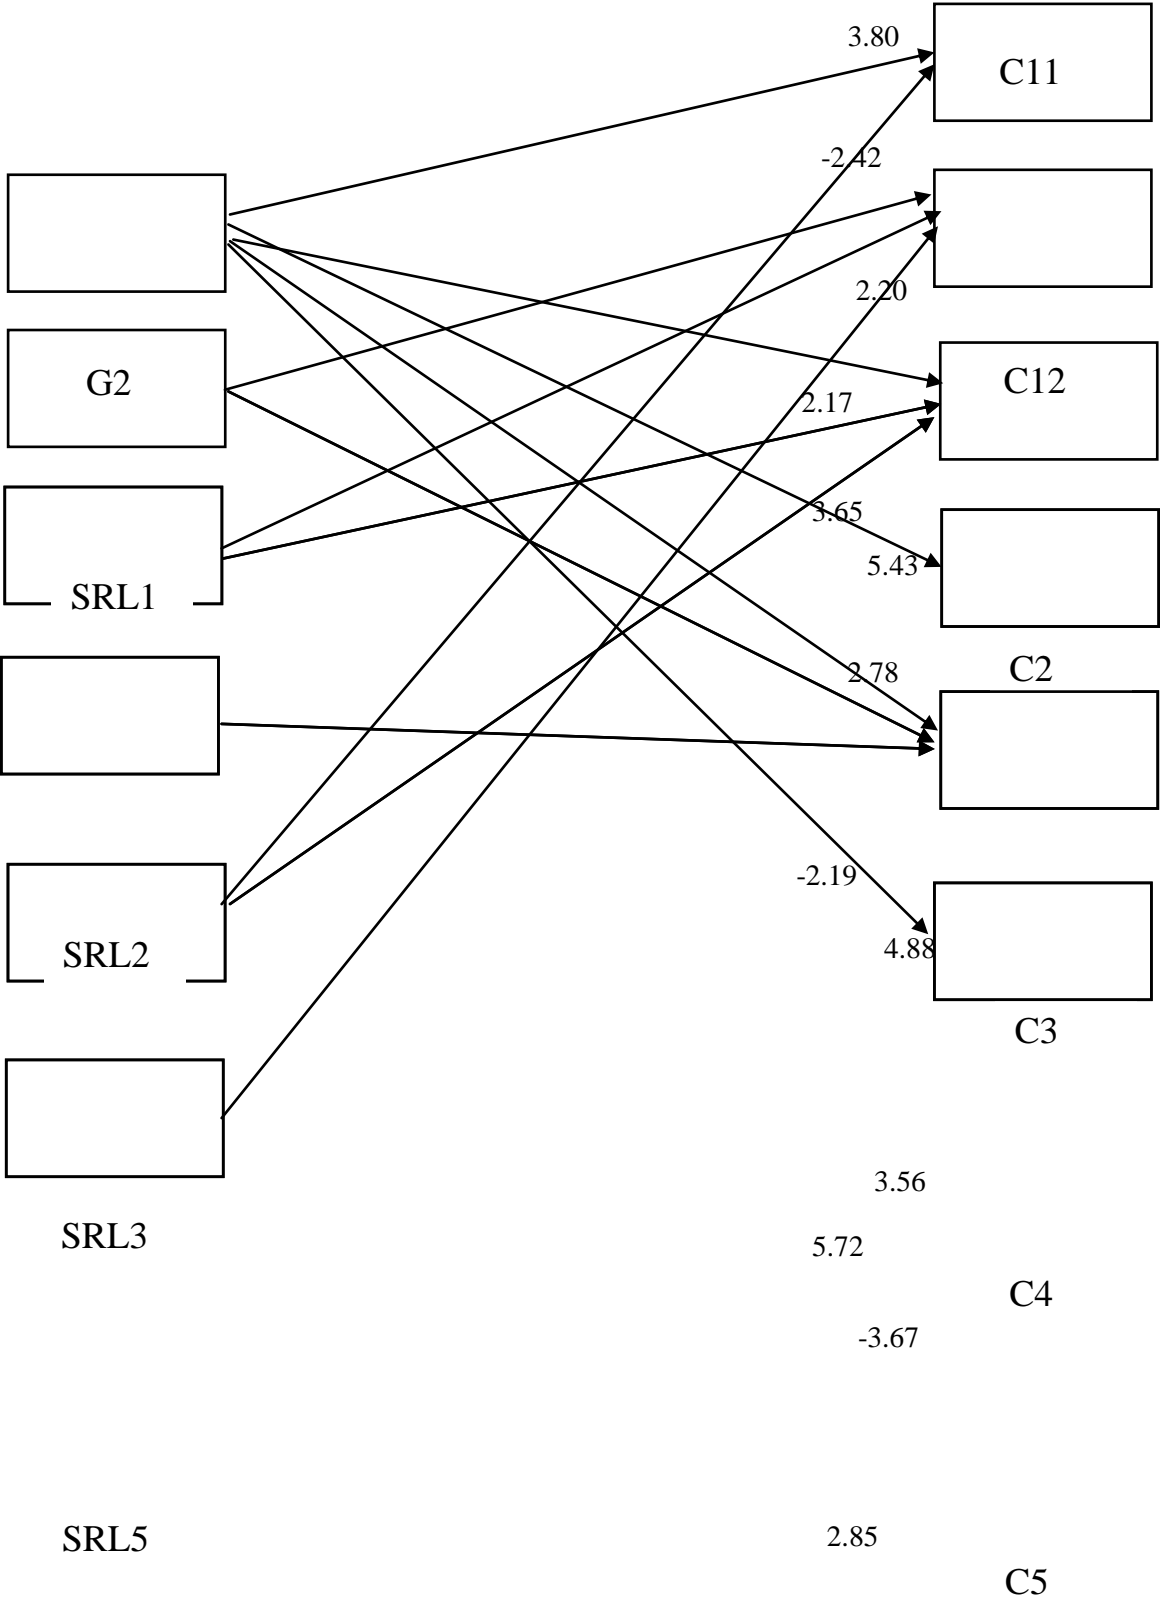 3.80
C11
-2.42
2.20
G2
C12
2.17
3.65
5.43
SRL1
C2
2.78
-2.19
SRL2
4.88
C3
3.56
SRL3
5.72
C4
-3.67
SRL5
2.85
C5